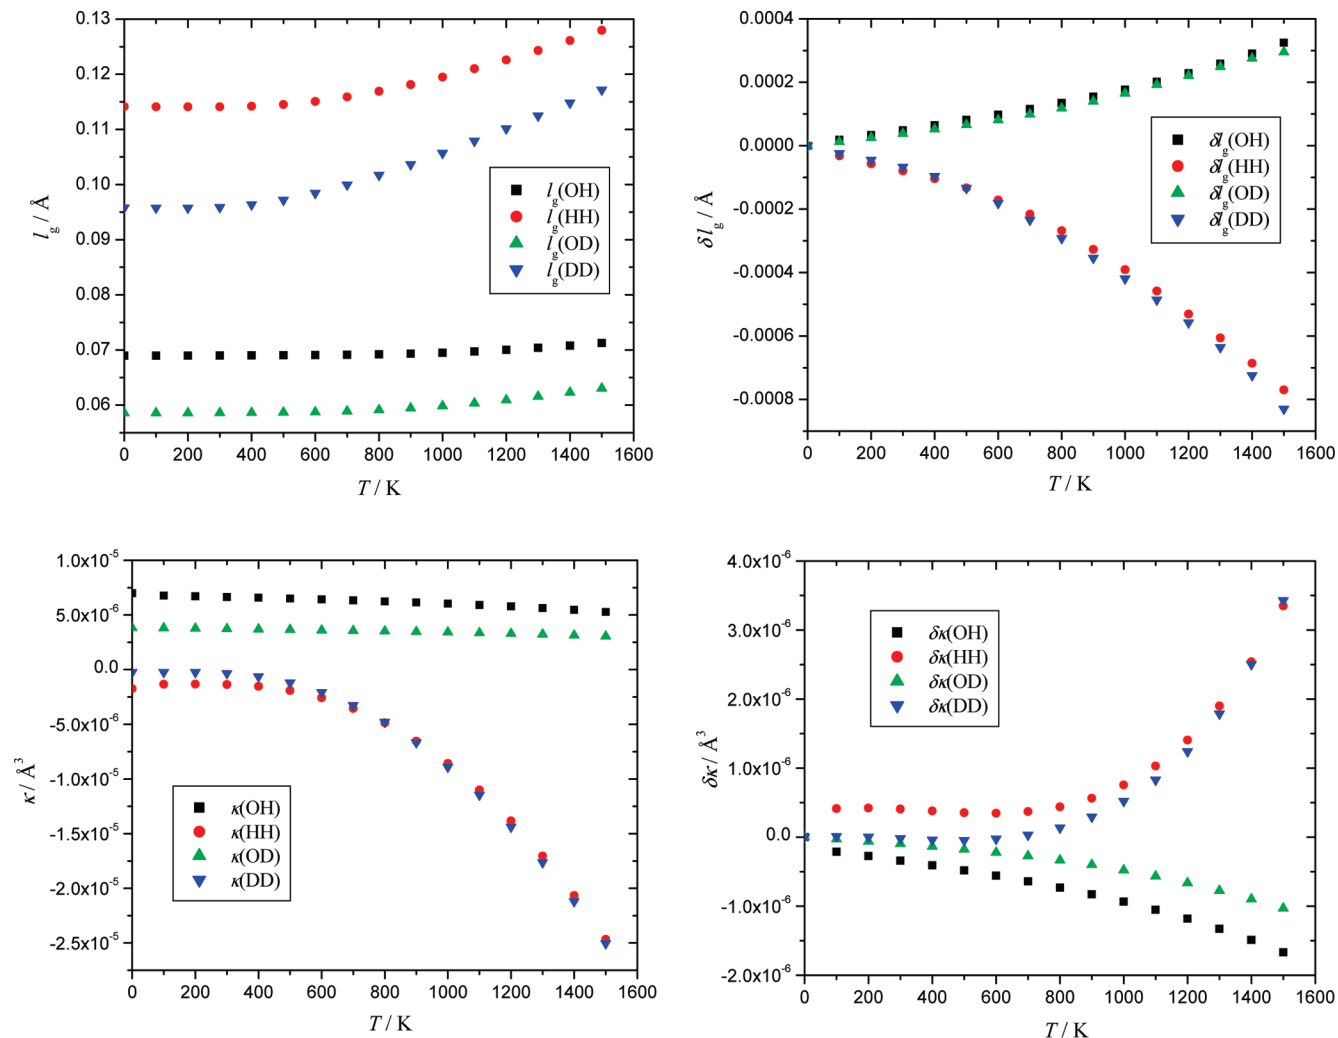 0.13
0.12
0.11
0.10
0.09
0.08
0.07
0.06
l_g / Å
l_g(OH)
l_g(HH)
l_g(OD)
l_g(DD)
0 200 400 600 800 1000 1200 1400 1600
T / K
0.0004
0.0002
0.0000
-0.0002
-0.0004
-0.0006
-0.0008
δl_g / Å
δl_g(OH)
δl_g(HH)
δl_g(OD)
δl_g(DD)
0 200 400 600 800 1000 1200 1400 1600
T / K
1.0x10⁻⁵
5.0x10⁻⁶
0.0
-5.0x10⁻⁶
-1.0x10⁻⁵
-1.5x10⁻⁵
-2.0x10⁻⁵
-2.5x10⁻⁵
κ / Å³
κ(OH)
κ(HH)
κ(OD)
κ(DD)
0 200 400 600 800 1000 1200 1400 1600
T / K
4.0x10⁻⁶
3.0x10⁻⁶
2.0x10⁻⁶
1.0x10⁻⁶
0.0
-1.0x10⁻⁶
-2.0x10⁻⁶
δκ / Å³
δκ(OH)
δκ(HH)
δκ(OD)
δκ(DD)
0 200 400 600 800 1000 1200 1400 1600
T / K